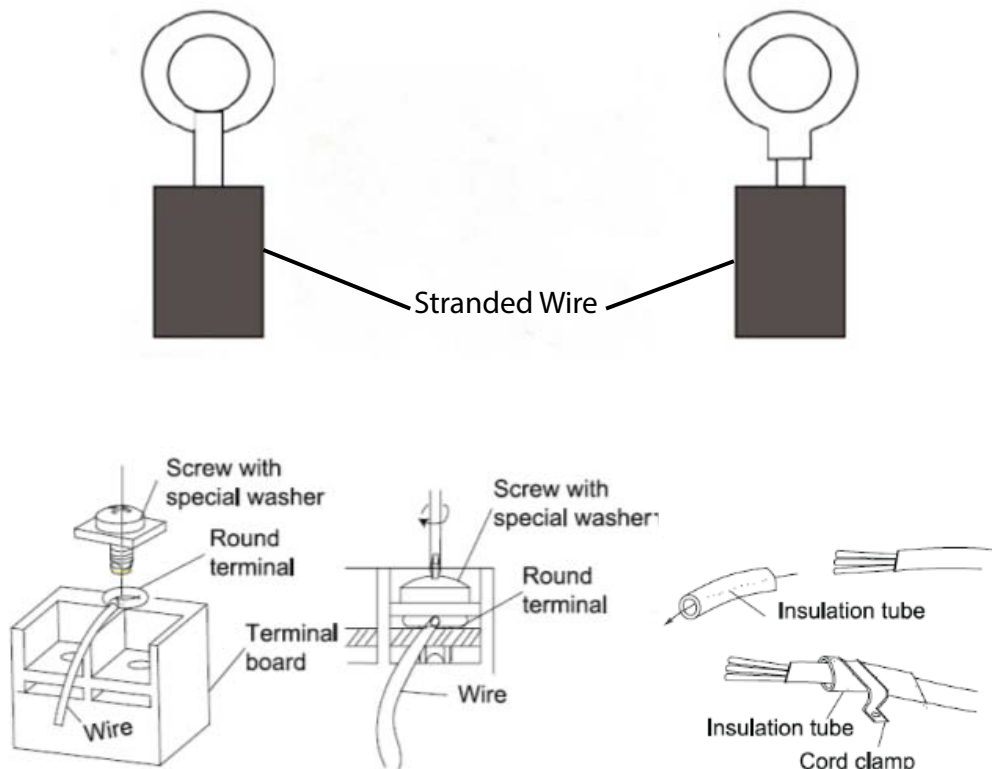 Stranded Wire
Screw with
special washer
Round
terminal
Terminal
board
Wire
Screw with
special washer
Round
terminal
Wire
Insulation tube
Insulation tube
Cord clamp